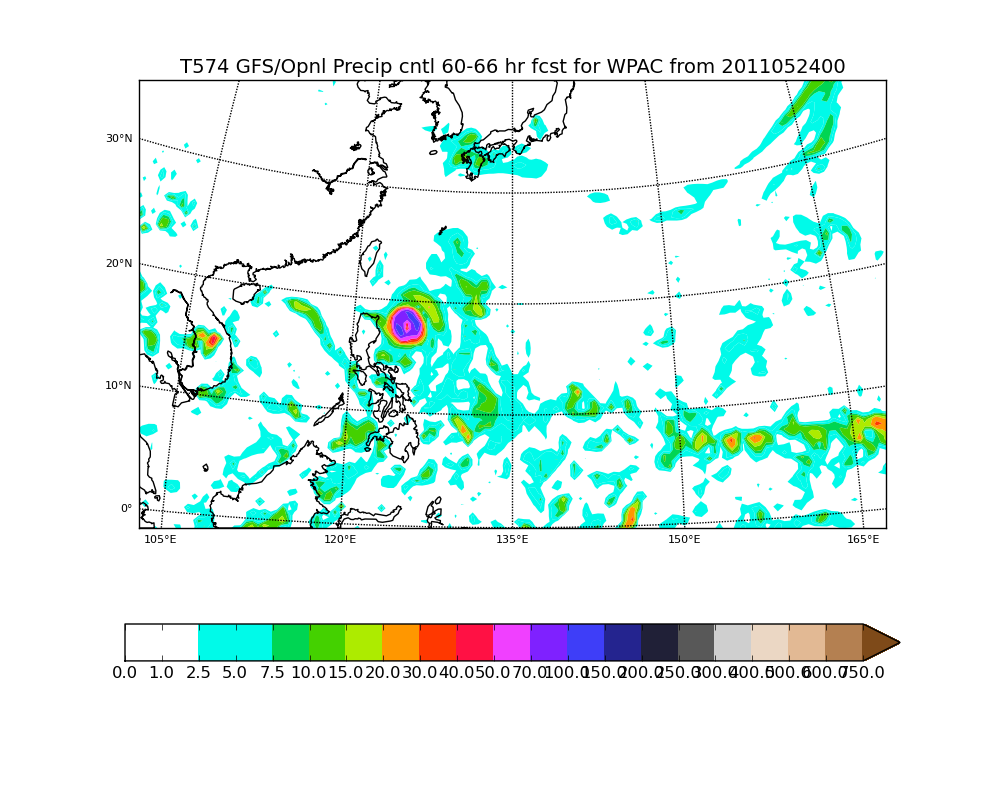 T574 GFS/Opnl Precip cntl 60-66 hr fcst for WPAC from 2011052400
30°N
20°N
10°N
0°
105°E 120°E 135°E 150°E 165°E
0.0 1.0 2.5 5.0 7.5 10.0 15.0 20.0 30.0 40.0 50.0 70.0 100.0 150.0 200.0 250.0 300.0 400.0 500.0 600.0 750.0